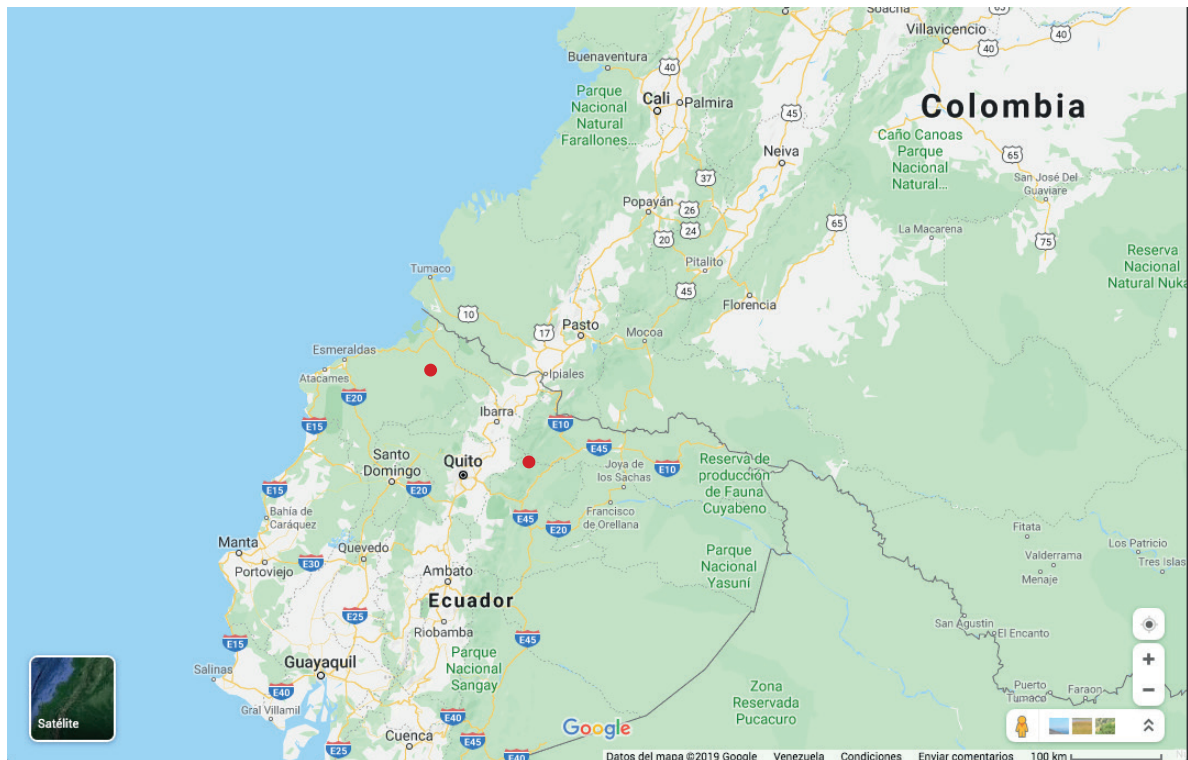 Soacha
65
Villavicencio
40
40
Buenaventura
40
Parque
Nacional
Natural
Farallones...
Cali
Palmira
45
Colombia
Caño Canoas
Parque
Nacional
Natural...
65
Neiva
37
San José Del
Guaviare
Popayán
26
24
20
65
La Macarena
75
Reserva
Nacional
Natural Nuka
Pitalito
45
Florencia
Tumaco
10
17
Pasto
Mocoa
Esmeraldas
Atacames
Ipiales
E20
E15
Ibarra
E10
E45
Santo
Domingo
Quito
E20
E15
Joya de
los Sachas
E10
Reserva de
producción
de Fauna
Cuyabeno
Bahía de
Caráquez
E45
E20
Francisco
de Orellana
Manta
Portoviejo
Quevedo
E30
Parque
Nacional
Yasuní
Fitata
Valderrama
Menaje
Los Patricio
Tres Islas
Ambato
Ecuador
E25
Riobamba
E45
E15
San Agustin
El Encanto
Guayaquil
Salinas
Parque
Nacional
Sangay
E40
Gral Villamil
Zona
Reservada
Pucacuro
Puerto
Tumaco
Faraon
E40
E25
Cuenca
E45
E40
Satélite
Google
Datos del mapa ©2019 Google Venezuela Condiciones Enviar comentarios 100 km